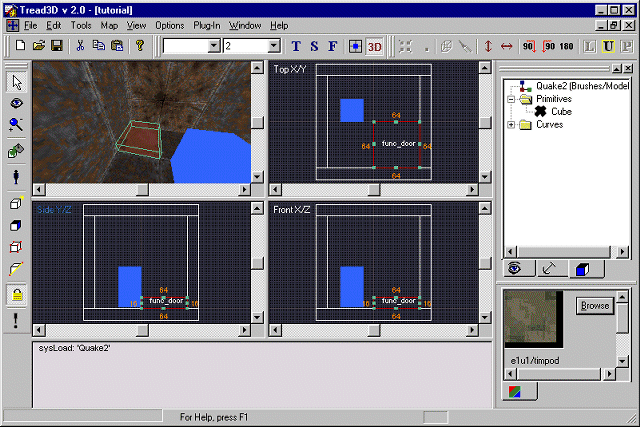 Tread3D v 2.0 - [tutorial]
File Edit Tools Map View Options Plug-In Window Help
2 T S F 3D 90 90 180 L U P
Top X/Y
64
64 func_door 64
64
Quake2 (Brushes/Model
Primitives
Cube
Curves
Side Y/Z
64
16 func_door 16
64
Front X/Z
64
func_door 16
64
Browse
e1u1/timpod
sysLoad: 'Quake2'
For Help, press F1